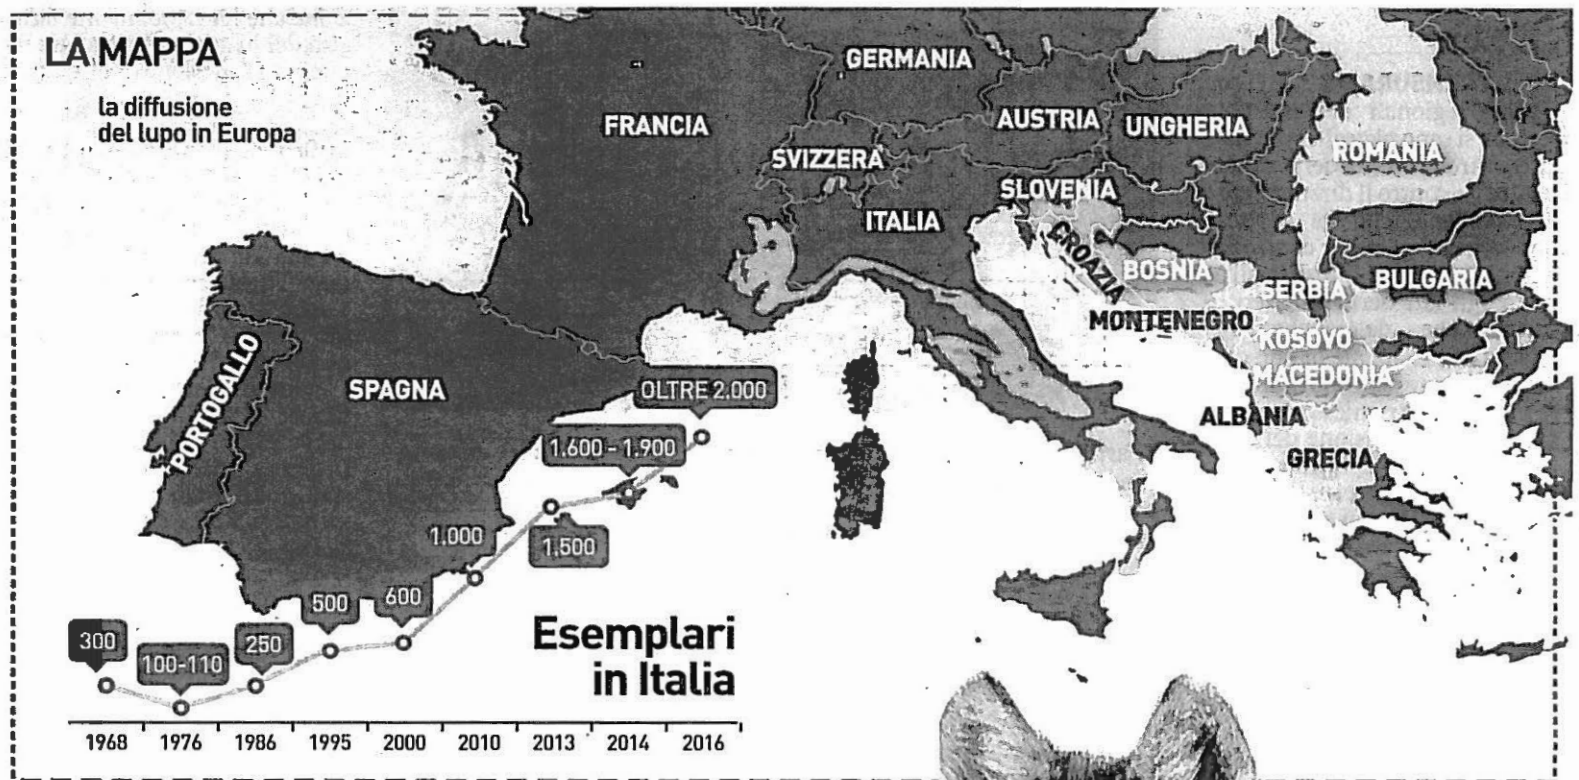 LA MAPPA
la diffusione
del lupo in Europa
GERMANIA
FRANCIA
AUSTRIA
UNGHERIA
ROMANIA
SVIZZERA
SLOVENIA
ITALIA
CROAZIA
BOSNIA
SERBIA
BULGARIA
MONTENEGRO
KOSOVO
MACEDONIA
ALBANIA
GRECIA
PORTOGALLO
SPAGNA
OLTRE 2.000
1.600 - 1.900
1.000
1.500
500
600
300
100-110
250
Esemplari
in Italia
1968 1976 1986 1995 2000 2010 2013 2014 2016